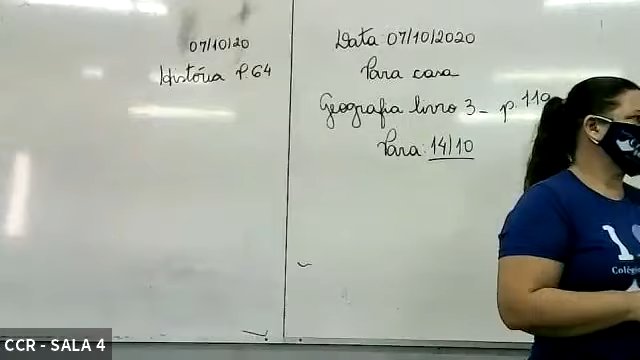 07/10/20
História P.64
Data: 07/10/2020
Para casa
Geografia livro 3 - p.
Para: 14/10
I
Colégio
CCR - SALA 4